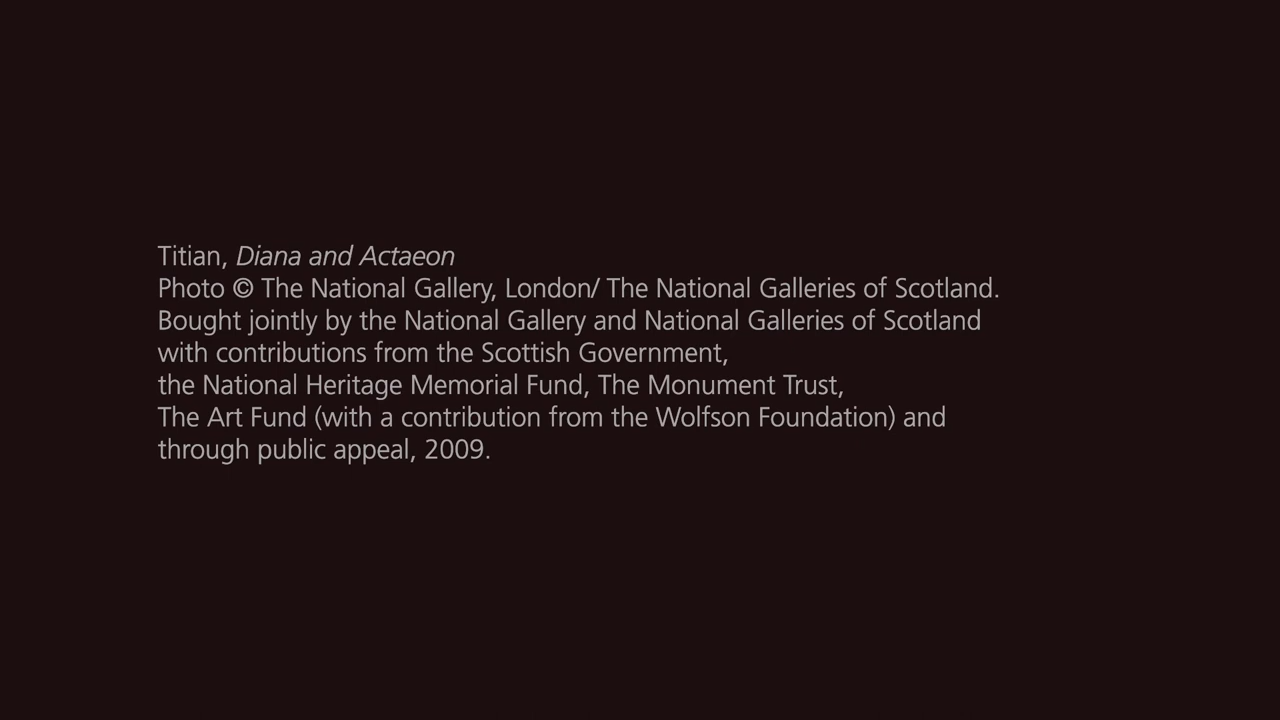 Titian, Diana and Actaeon
Photo © The National Gallery, London/ The National Galleries of Scotland.
Bought jointly by the National Gallery and National Galleries of Scotland
with contributions from the Scottish Government,
the National Heritage Memorial Fund, The Monument Trust,
The Art Fund (with a contribution from the Wolfson Foundation) and
through public appeal, 2009.